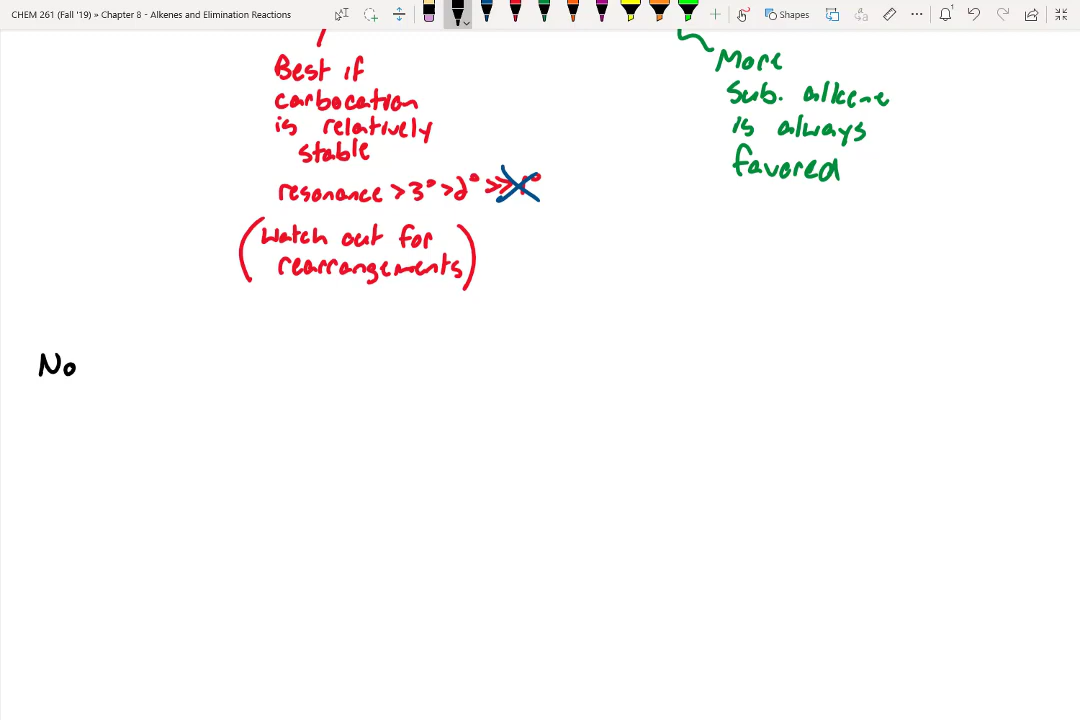 CHEM 261 (Fall '19) » Chapter 8 - Alkenes and Elimination Reactions
Shapes
Best if
carbocation
is relatively
stable
resonance > 3° > 2° >> 1°
(Watch out for
rearrangements)
More
sub. alkene
is always
favored
No